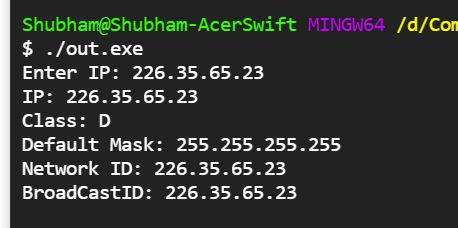 Shubham@Shubham-AcerSwift MINGW64 /d/Com
$ ./out.exe
Enter IP: 226.35.65.23
IP: 226.35.65.23
Class: D
Default Mask: 255.255.255.255
Network ID: 226.35.65.23
BroadCastID: 226.35.65.23